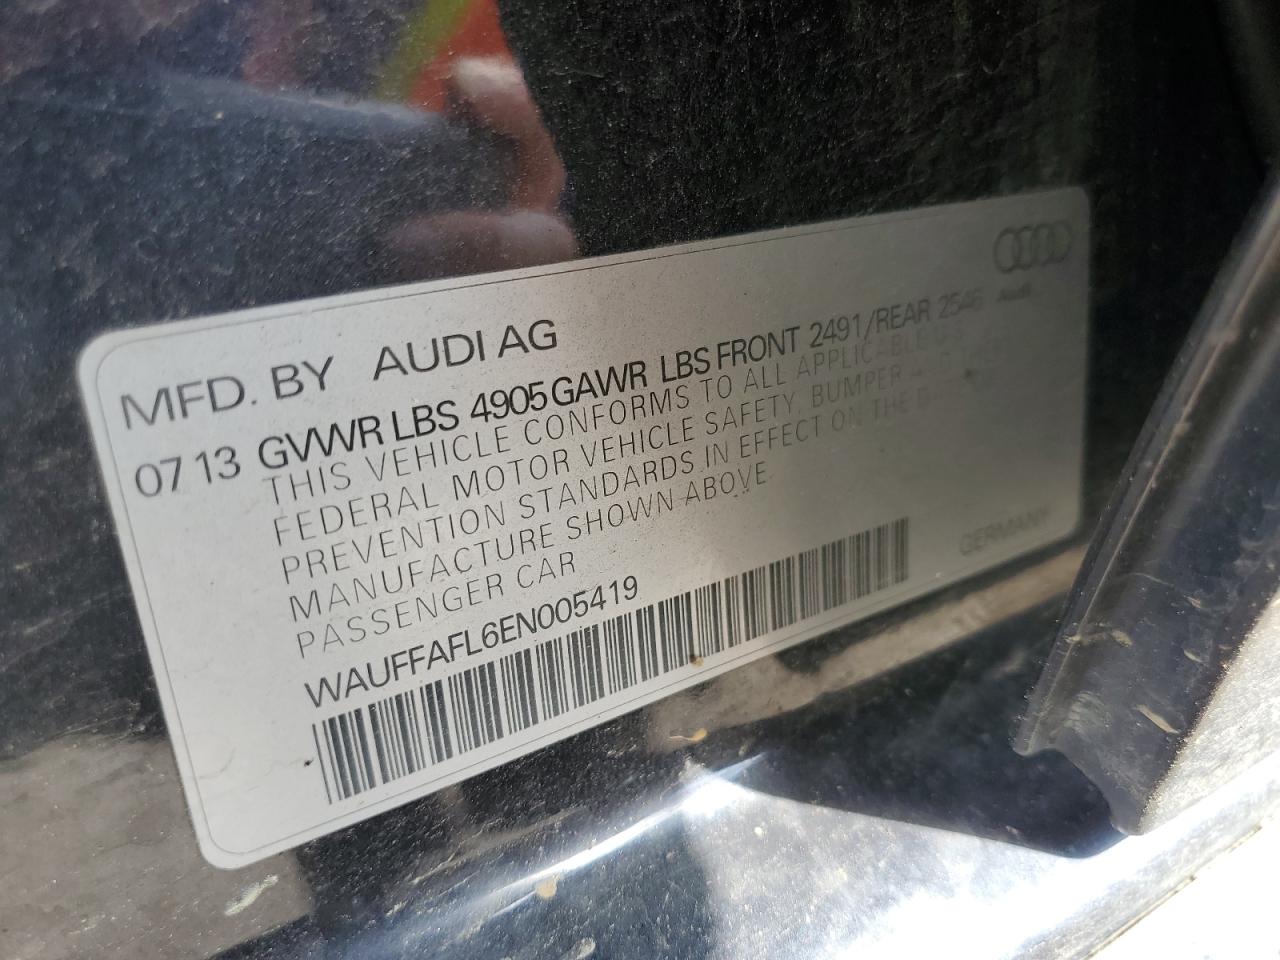 MFD. BY AUDI AG
Audi
07 13 GVWR LBS 4905 GAWR LBS FRONT 2491/REAR 2546
THIS VEHICLE CONFORMS TO ALL APPLICABLE U.S.
FEDERAL MOTOR VEHICLE SAFETY, BUMPER
PREVENTION STANDARDS IN EFFECT ON THE
MANUFACTURE SHOWN ABOVE.
PASSENGER CAR
GERMANY
WAUFFAFL6EN005419